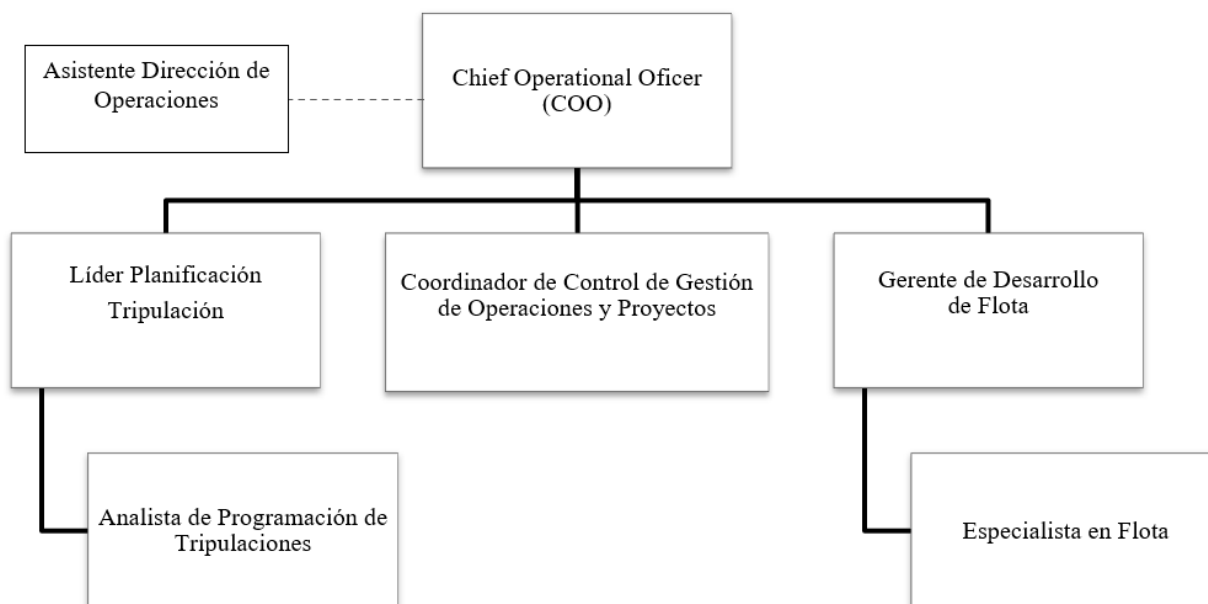 Asistente Dirección de
Operaciones
Chief Operational Oficer
(COO)
Líder Planificación
Tripulación
Coordinador de Control de Gestión
de Operaciones y Proyectos
Gerente de Desarrollo
de Flota
Analista de Programación de
Tripulaciones
Especialista en Flota